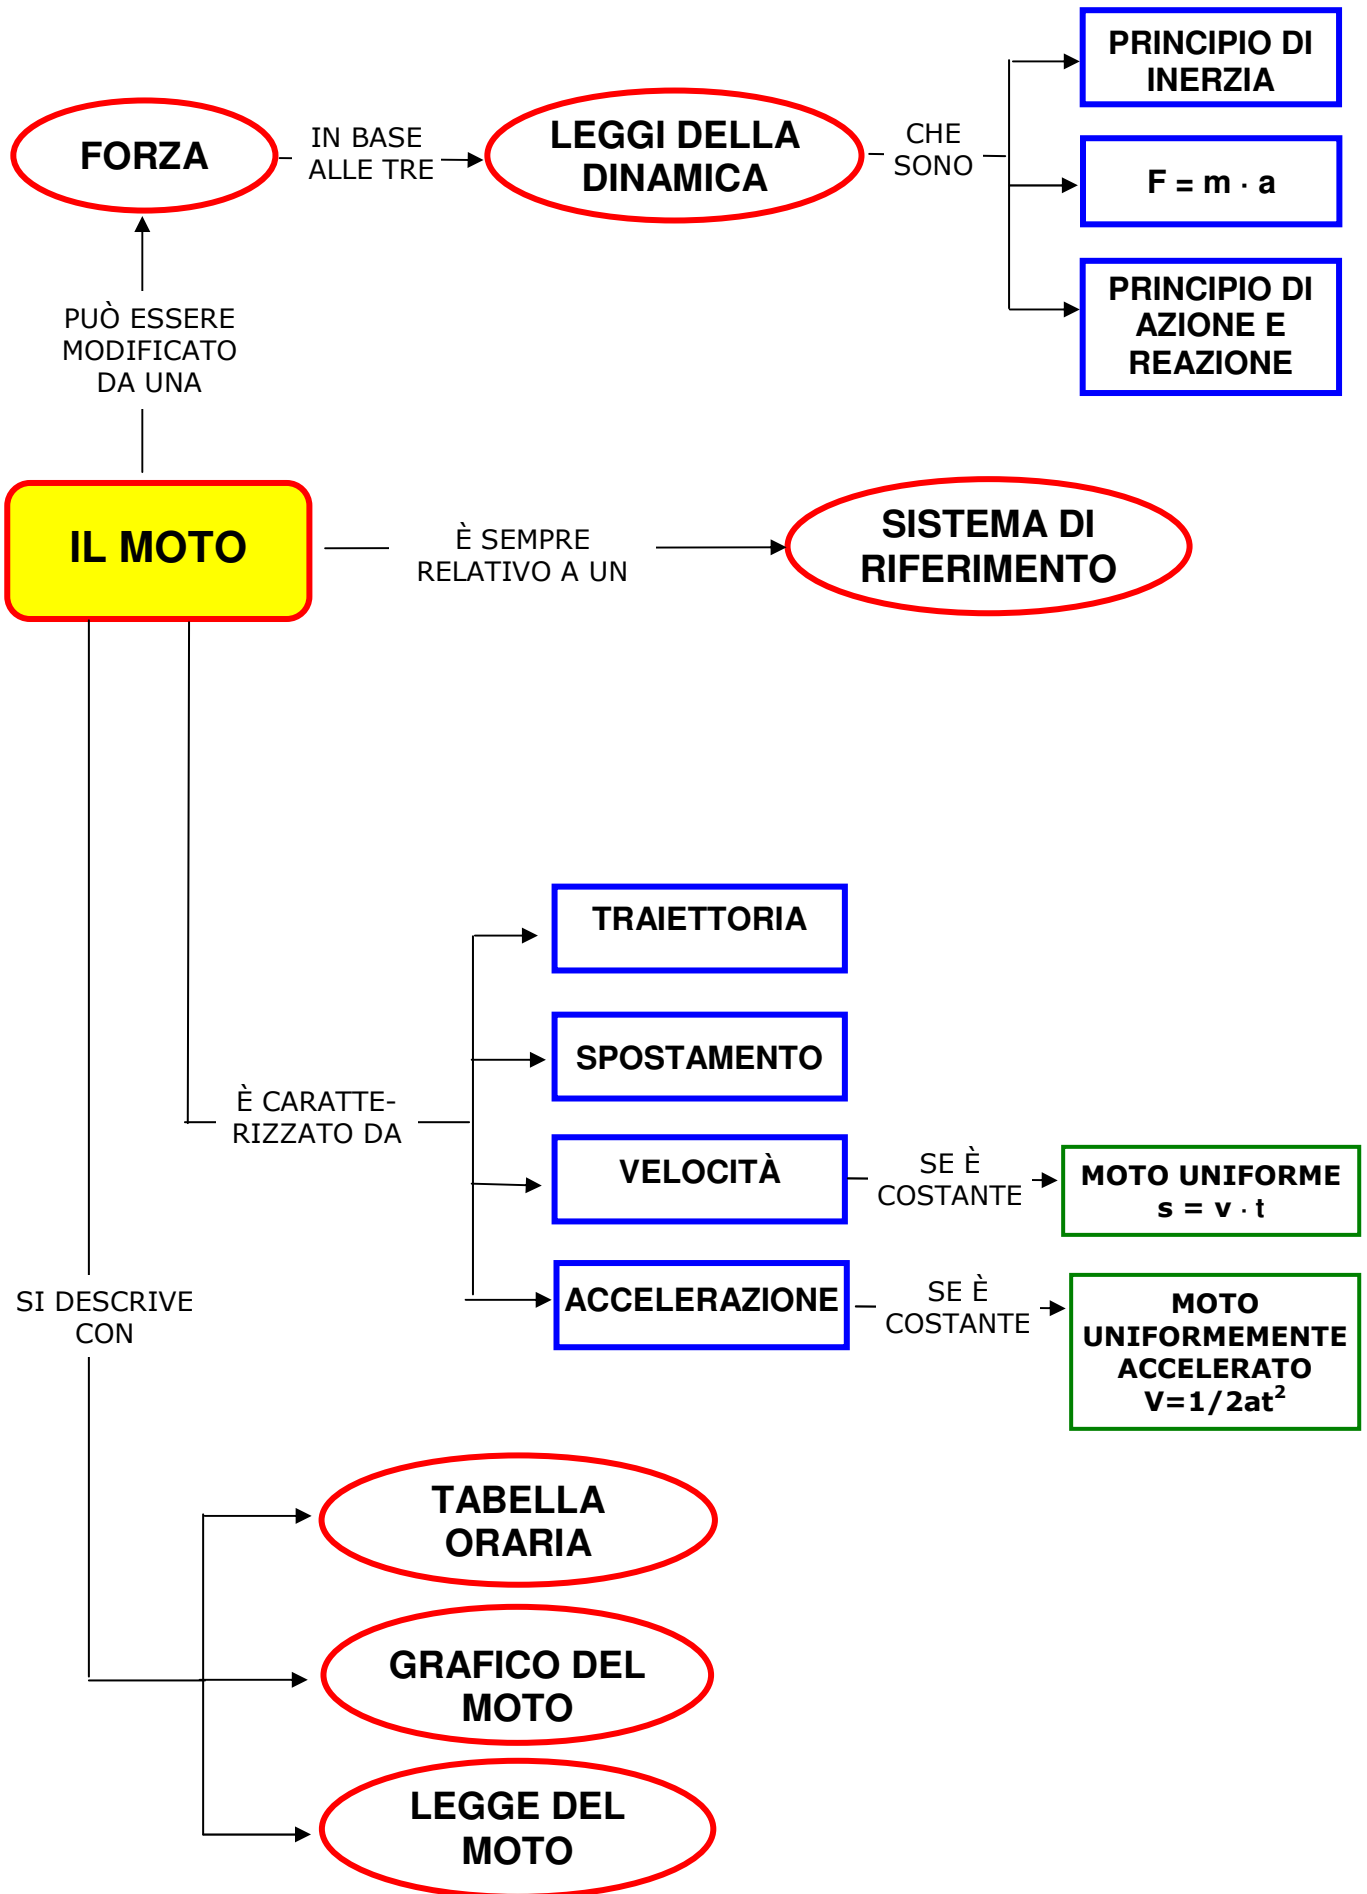 FORZA
IN BASE
ALLE TRE
LEGGI DELLA
DINAMICA
CHE
SONO
PRINCIPIO DI
INERZIA
F = m · a
PRINCIPIO DI
AZIONE E
REAZIONE
PUÒ ESSERE
MODIFICATO
DA UNA
IL MOTO
È SEMPRE
RELATIVO A UN
SISTEMA DI
RIFERIMENTO
È CARATTE-
RIZZATO DA
TRAIETTORIA
SPOSTAMENTO
VELOCITÀ
SE È
COSTANTE
MOTO UNIFORME
s = v · t
ACCELERAZIONE
SE È
COSTANTE
MOTO
UNIFORMEMENTE
ACCELERATO
V=1/2at²
SI DESCRIVE
CON
TABELLA
ORARIA
GRAFICO DEL
MOTO
LEGGE DEL
MOTO